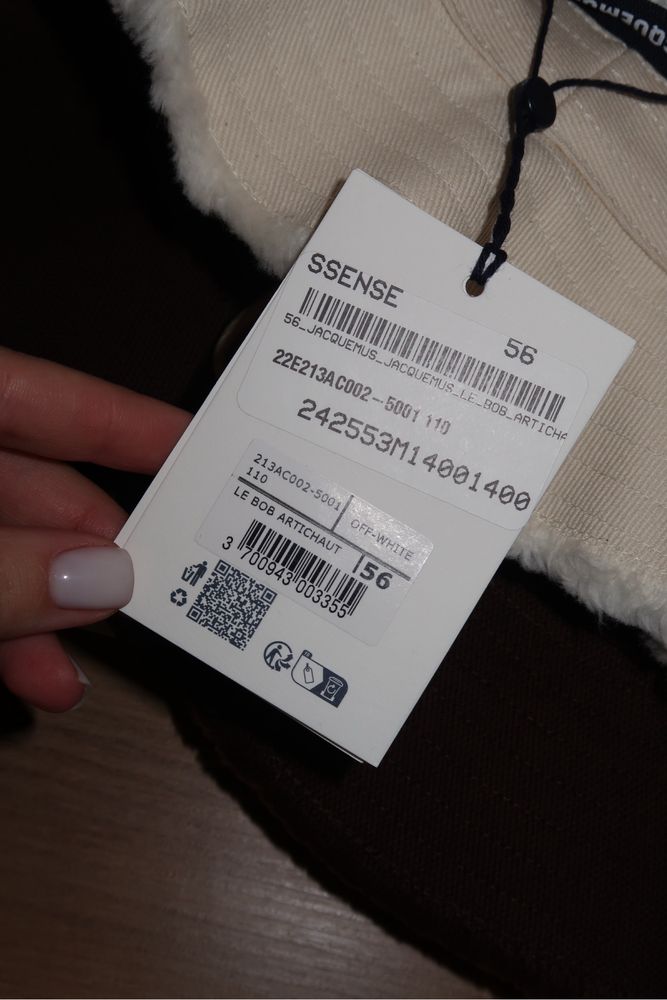 SSENSE
56
56_JACQUEMUS_JACQUEMUS_LE_BOB_ARTICHA
22E213AC002-5001 110
242553M14001400
213AC002-5001
110
OFF-WHITE
LE BOB ARTICHAUT
56
3 700943 003355